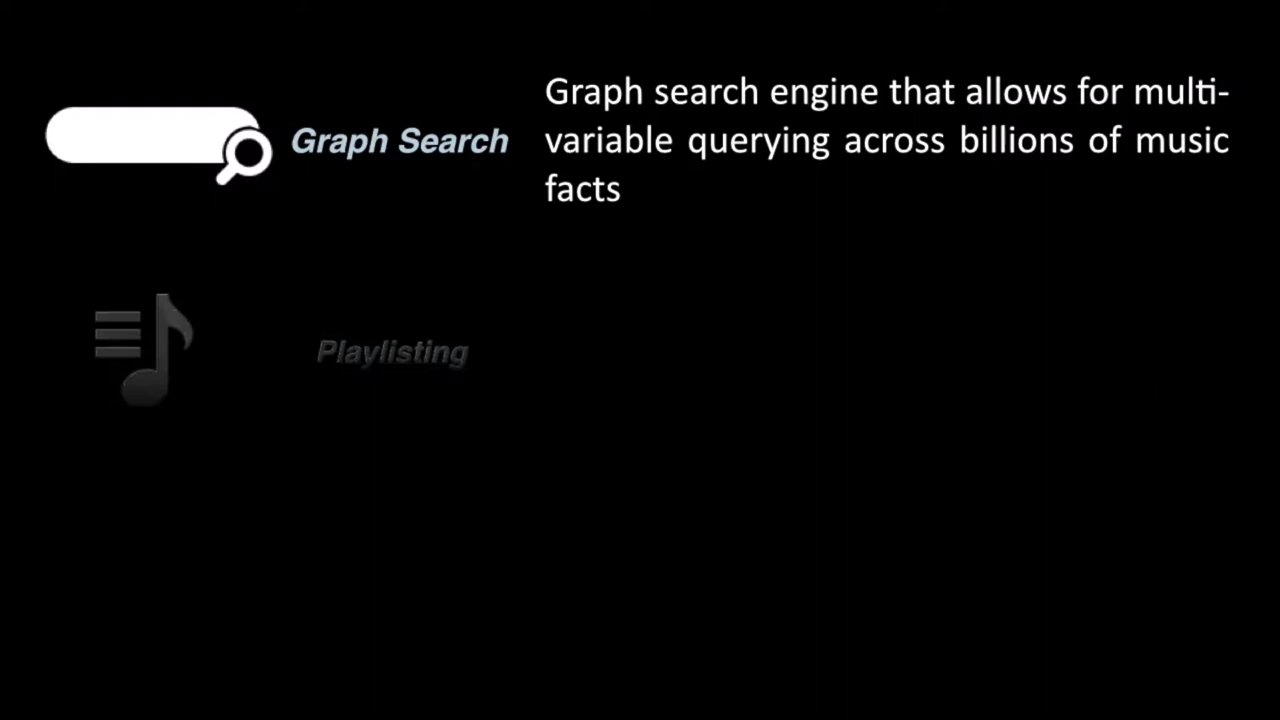 Graph Search
Graph search engine that allows for multi-
variable querying across billions of music
facts
Playlisting